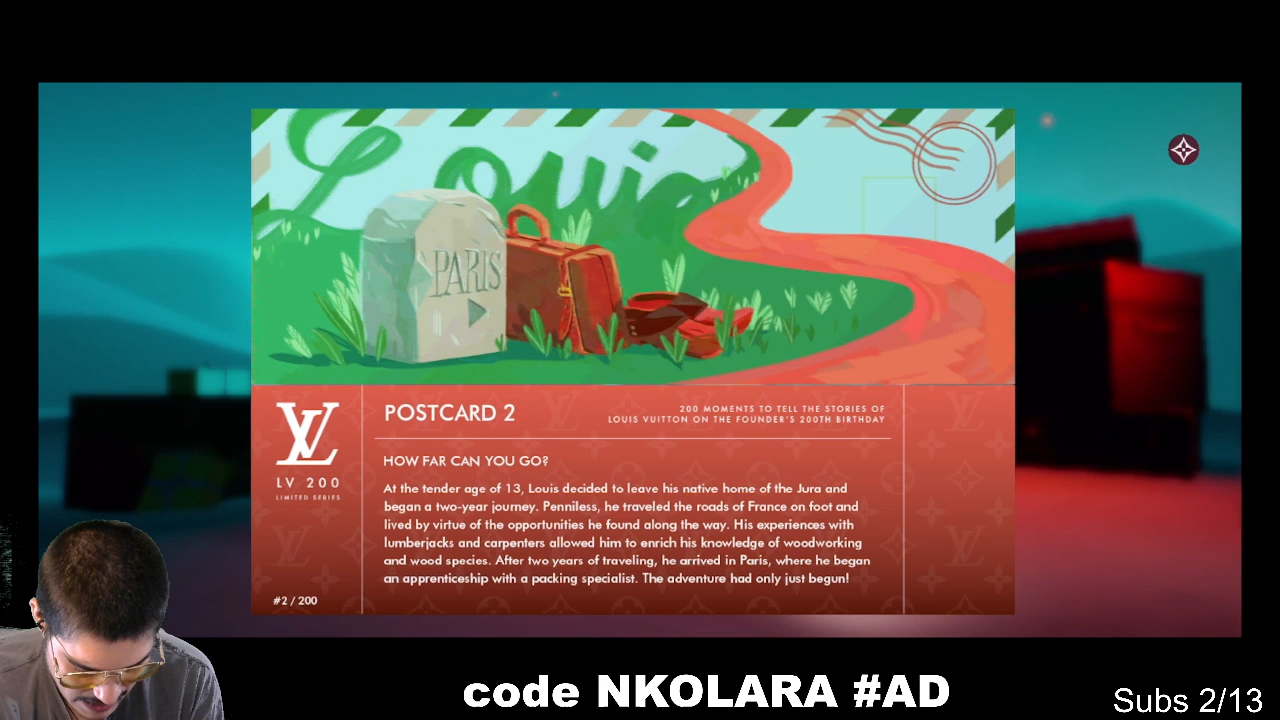 Louis
PARIS
LV
LV 200
LIMITED SERIES
#2 / 200
POSTCARD 2
200 MOMENTS TO TELL THE STORIES OF
LOUIS VUITTON ON THE FOUNDER'S 200TH BIRTHDAY
HOW FAR CAN YOU GO?
At the tender age of 13, Louis decided to leave his native home of the Jura and
began a two-year journey. Penniless, he traveled the roads of France on foot and
lived by virtue of the opportunities he found along the way. His experiences with
lumberjacks and carpenters allowed him to enrich his knowledge of woodworking
and wood species. After two years of traveling, he arrived in Paris, where he began
an apprenticeship with a packing specialist. The adventure had only just begun!
code NKOLARA #AD
Subs 2/13